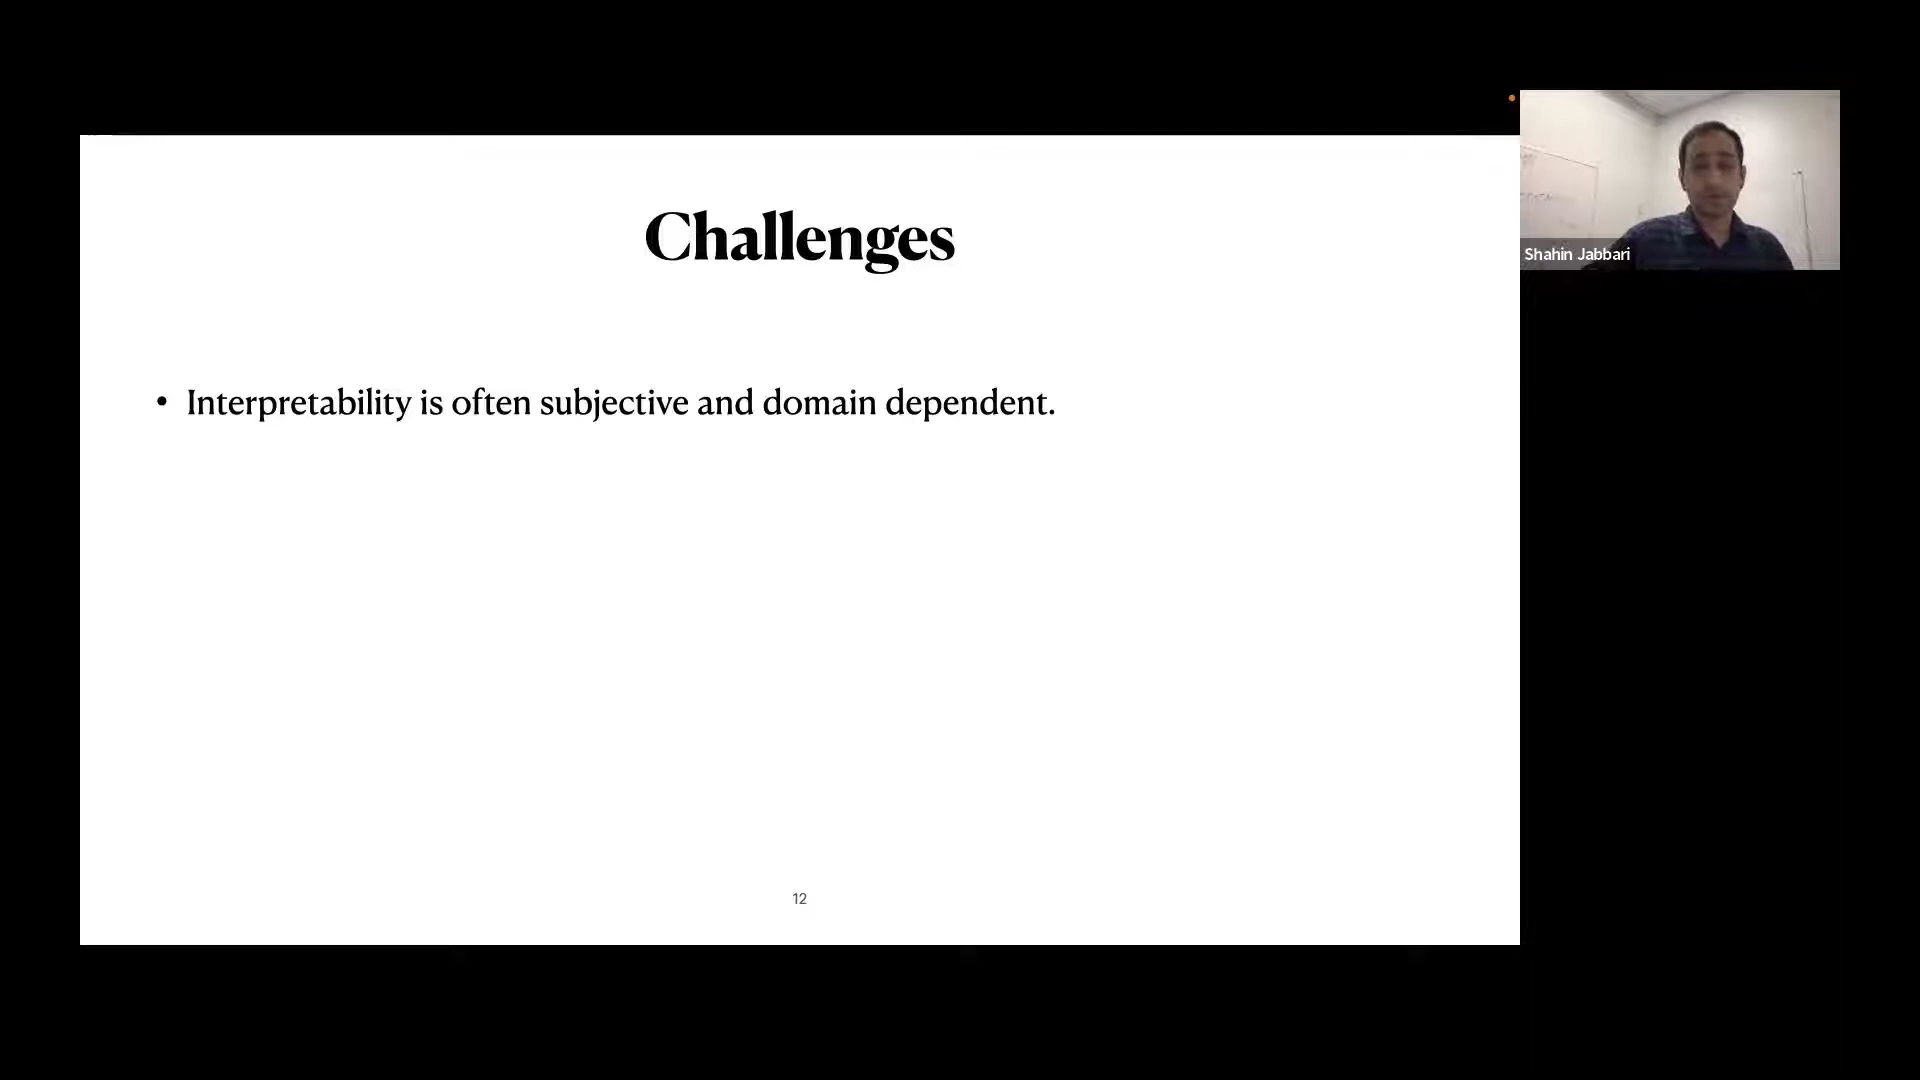 Challenges
• Interpretability is often subjective and domain dependent.
12
Shahin Jabbari